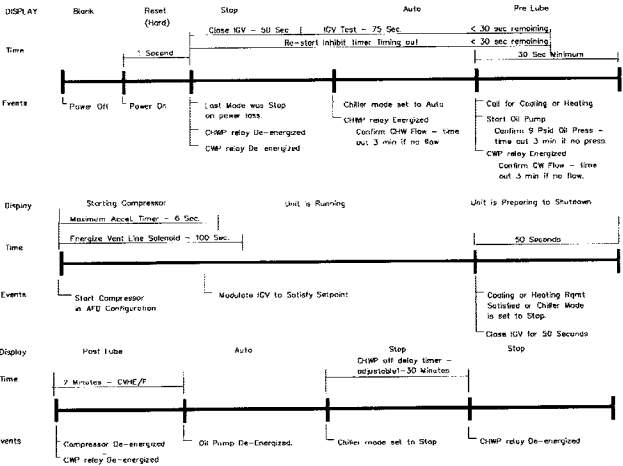 DISPLAY Blank Reset Stop Auto Pre Lube
(Hard)
Close IGV - 50 Sec IGV Test - 75 Sec. < 30 sec remaining
Time 1 Second Re-start Inhibit Timer Timing out < 30 sec remaining
30 Sec Minimum
Events Power Off Power On Last Mode was Stop Chiller mode set to Auto Call for Cooling or Heating
on power loss. CHWP relay Energized Start Oil Pump
CHWP relay De-energized Confirm CHW Flow - time Confirm 9 Psid Oil Press -
CWP relay De energized out 3 min if no flow time out 3 min if no press.
CWP relay Energized
Confirm CW Flow - time
out 3 min if no flow.
Display Starting Compressor Unit is Running Unit is Preparing to Shutdown
Maximum Accel. Timer - 6 Sec.
Time Energize Vent Line Solenoid - 100 Sec. 50 Seconds
Events Start Compressor Modulate IGV to Satisfy Setpoint Cooling or Heating Rqmt
in AFD Configuration Satisfied or Chiller Mode
is set to Stop.
Close IGV for 50 Seconds
Display Post Lube Auto Stop Stop
CHWP off delay timer -
Time 2 Minutes - CVHE/F adjustable1-30 Minutes
vents Compressor De-energized Oil Pump De-Energized. Chiller mode set to Stop CHWP relay De-energized
CWP relay De-energized